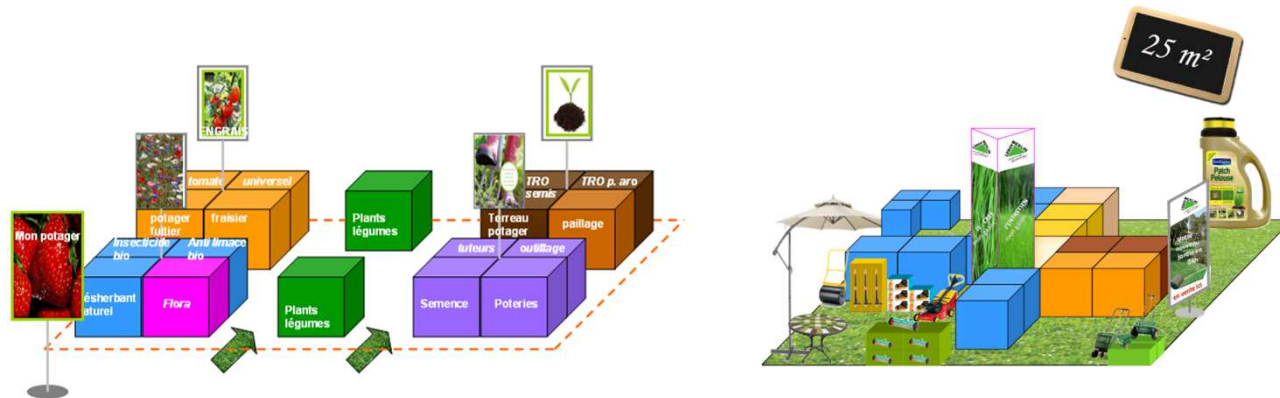 ENGRAIS
tomate
universel
potager
fuitier
fraisier
Mon potager
Insecticide
bio
Anti limace
bio
ésherbant
aturel
Flora
Plants
légumes
Plants
légumes
TRO
semis
TRO p. aro
Terreau
potager
paillage
tuteurs
outillage
Semence
Poteries
25 m²
Patch
Pelouse
en vente ici